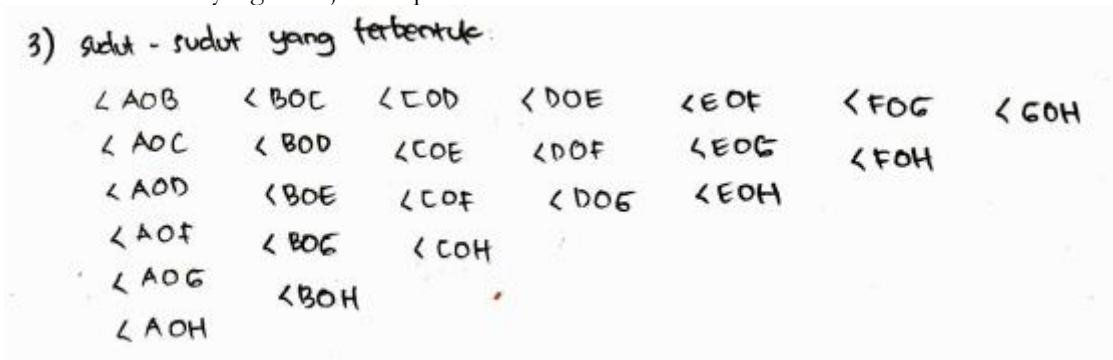 3) sudut - sudut yang terbentuk.
∠ AOB < BOC < COD < DOE < EOF < FOG < GOH
∠ AOC < BOD < COE < DOF < EOG < FOH
< AOD < BOE < COF < DOG < EOH
< AOF < BOG < COH
∠ AOG < BOH
∠ AOH